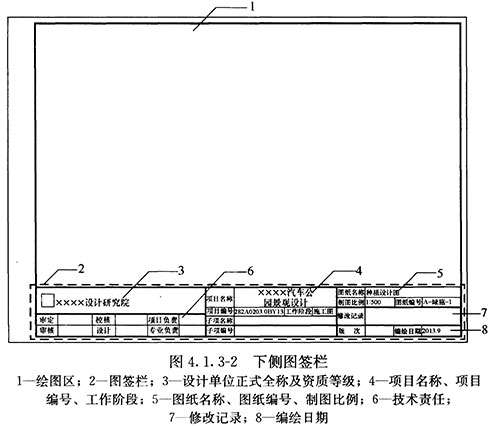 1
2
3
6
4
5
××××设计研究院
项目名称
××××汽车公
园景观设计
图纸名称 种植设计图
制图比例 1:500 图纸编号 A-绿施-1
项目编号 282A0203.0BY13 工作阶段 施工图
修改记录
7
审定 校核 项目负责 子项名称
审核 设计 专业负责 子项编号
版 次 编绘日期 2013.9
8
图 4.1.3-2 下侧图签栏
1—绘图区；2—图签栏；3—设计单位正式全称及资质等级；4—项目名称、项目
编号、工作阶段；5—图纸名称、图纸编号、制图比例；6—技术责任；
7—修改记录；8—编绘日期